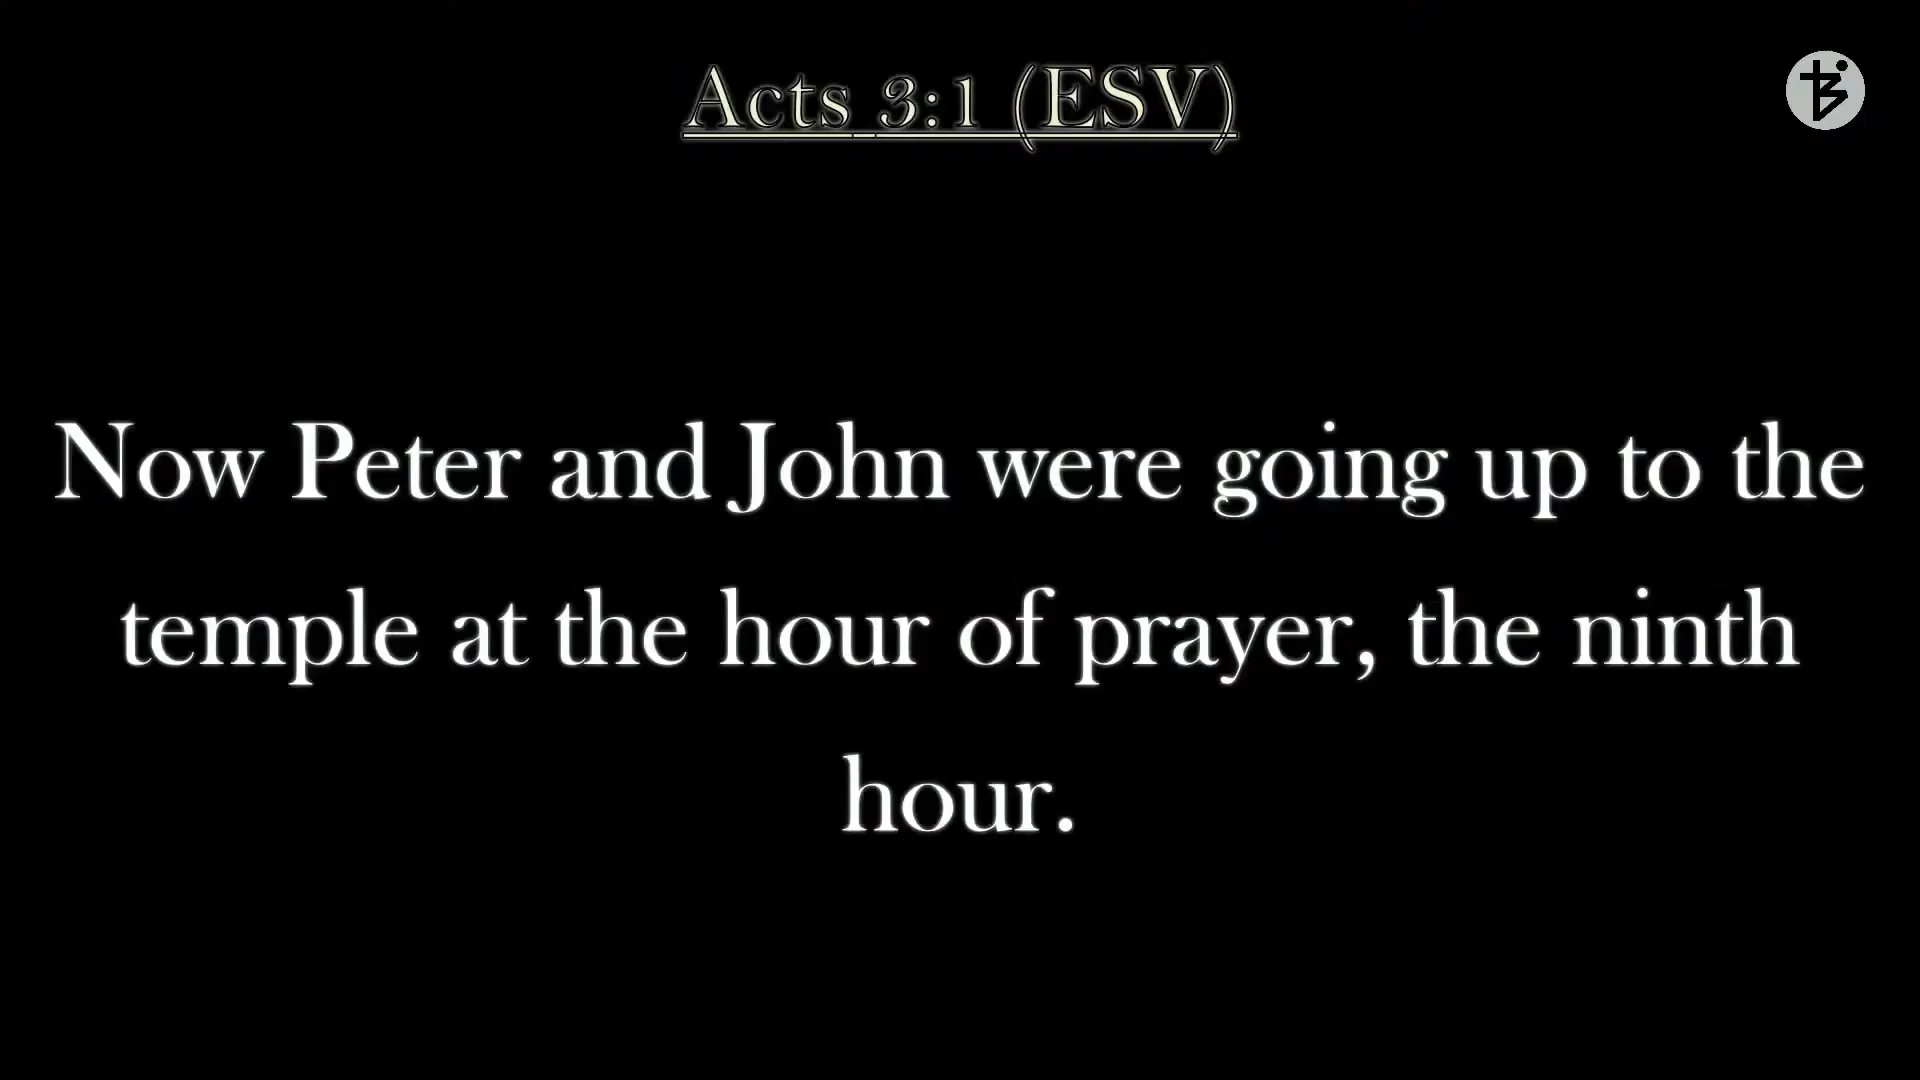 Acts 3:1 (ESV)
Now Peter and John were going up to the
temple at the hour of prayer, the ninth
hour.